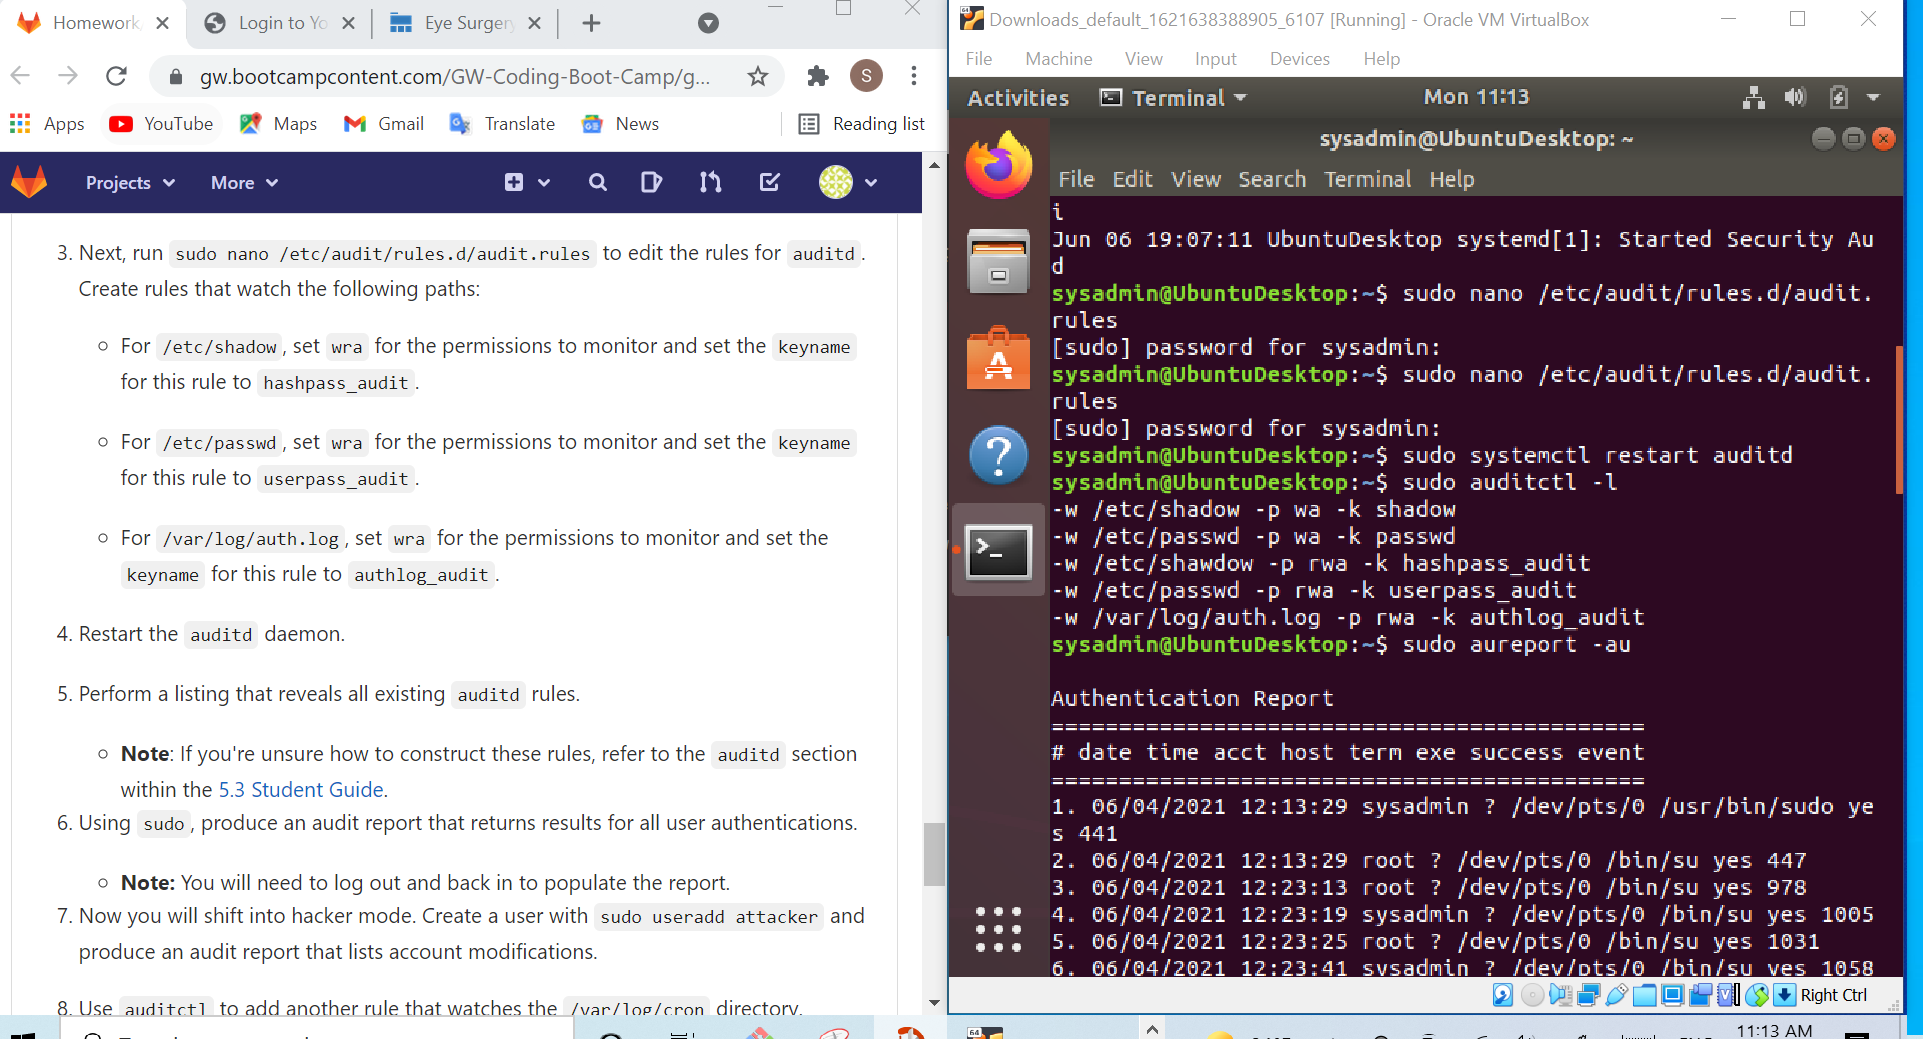 Homework
Login to Yo
Eye Surgery
gw.bootcampcontent.com/GW-Coding-Boot-Camp/g...
S
Apps
YouTube
Maps
Gmail
Translate
News
Reading list
Projects
More
3. Next, run sudo nano /etc/audit/rules.d/audit.rules to edit the rules for auditd.
Create rules that watch the following paths:
For /etc/shadow, set wra for the permissions to monitor and set the keyname
for this rule to hashpass_audit.
For /etc/passwd, set wra for the permissions to monitor and set the keyname
for this rule to userpass_audit.
For /var/log/auth.log, set wra for the permissions to monitor and set the
keyname for this rule to authlog_audit.
4. Restart the auditd daemon.
5. Perform a listing that reveals all existing auditd rules.
Note: If you're unsure how to construct these rules, refer to the auditd section
within the 5.3 Student Guide.
6. Using sudo, produce an audit report that returns results for all user authentications.
Note: You will need to log out and back in to populate the report.
7. Now you will shift into hacker mode. Create a user with sudo useradd attacker and
produce an audit report that lists account modifications.
8. Use auditctl to add another rule that watches the /var/log/cron directory.
Downloads_default_1621638388905_6107 [Running] - Oracle VM VirtualBox
File Machine View Input Devices Help
Activities Terminal Mon 11:13
sysadmin@UbuntuDesktop: ~
File Edit View Search Terminal Help
i
Jun 06 19:07:11 UbuntuDesktop systemd[1]: Started Security Au
d
sysadmin@UbuntuDesktop:~$ sudo nano /etc/audit/rules.d/audit.
rules
[sudo] password for sysadmin:
sysadmin@UbuntuDesktop:~$ sudo nano /etc/audit/rules.d/audit.
rules
[sudo] password for sysadmin:
sysadmin@UbuntuDesktop:~$ sudo systemctl restart auditd
sysadmin@UbuntuDesktop:~$ sudo auditctl -l
-w /etc/shadow -p wa -k shadow
-w /etc/passwd -p wa -k passwd
-w /etc/shawdow -p rwa -k hashpass_audit
-w /etc/passwd -p rwa -k userpass_audit
-w /var/log/auth.log -p rwa -k authlog_audit
sysadmin@UbuntuDesktop:~$ sudo aureport -au
Authentication Report
============================================
# date time acct host term exe success event
============================================
1. 06/04/2021 12:13:29 sysadmin ? /dev/pts/0 /usr/bin/sudo ye
s 441
2. 06/04/2021 12:13:29 root ? /dev/pts/0 /bin/su yes 447
3. 06/04/2021 12:23:13 root ? /dev/pts/0 /bin/su yes 978
4. 06/04/2021 12:23:19 sysadmin ? /dev/pts/0 /bin/su yes 1005
5. 06/04/2021 12:23:25 root ? /dev/pts/0 /bin/su yes 1031
6. 06/04/2021 12:23:41 sysadmin ? /dev/pts/0 /bin/su yes 1058
Right Ctrl
64
11:13 AM